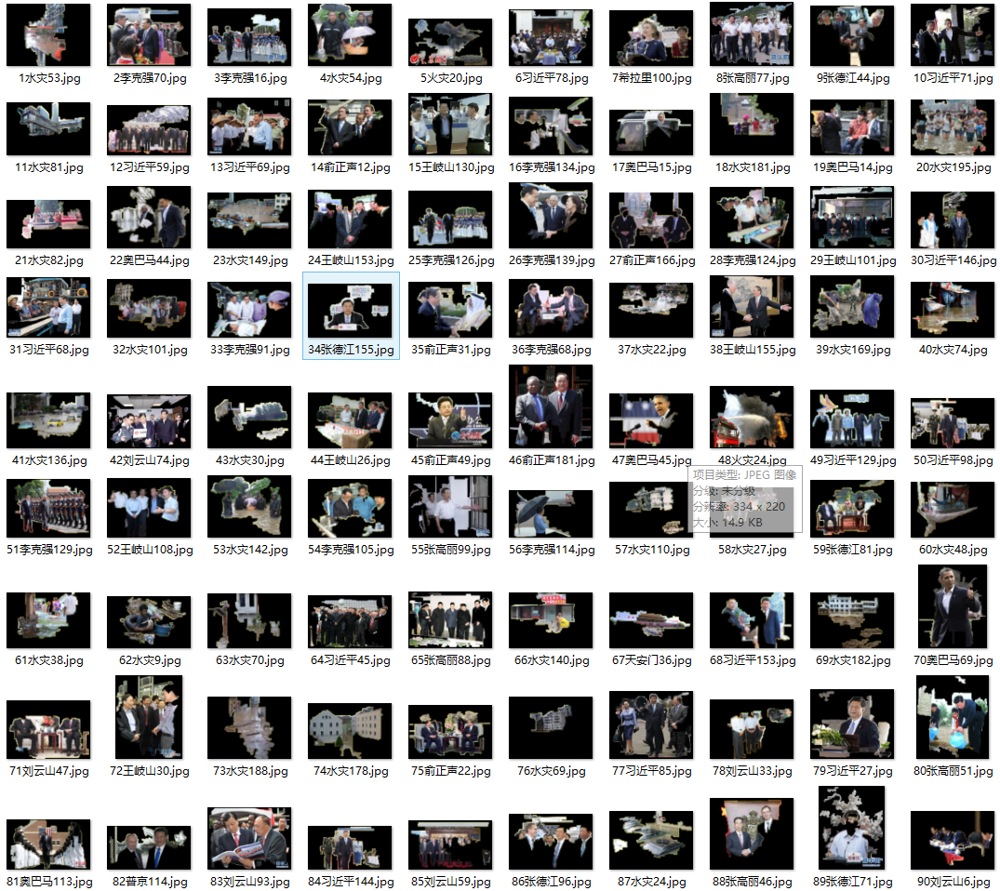 1水灾53.jpg 2李克强70.jpg 3李克强16.jpg 4水灾54.jpg 5火灾20.jpg 6习近平78.jpg 7希拉里100.jpg 8张高丽77.jpg 9张德江44.jpg 10习近平71.jpg
11水灾81.jpg 12习近平59.jpg 13习近平69.jpg 14俞正声12.jpg 15王岐山130.jpg 16李克强134.jpg 17奥巴马15.jpg 18水灾181.jpg 19奥巴马14.jpg 20水灾195.jpg
21水灾82.jpg 22奥巴马44.jpg 23水灾149.jpg 24王岐山153.jpg 25李克强126.jpg 26李克强139.jpg 27俞正声166.jpg 28李克强124.jpg 29王岐山101.jpg 30习近平146.jpg
31习近平68.jpg 32水灾101.jpg 33李克强91.jpg 34张德江155.jpg 35俞正声31.jpg 36李克强68.jpg 37水灾22.jpg 38王岐山155.jpg 39水灾169.jpg 40水灾74.jpg
41水灾136.jpg 42刘云山74.jpg 43水灾30.jpg 44王岐山26.jpg 45俞正声49.jpg 46俞正声181.jpg 47奥巴马45.jpg 48火灾24.jpg 49习近平129.jpg 50习近平98.jpg
项目类型: JPEG 图像
分级: 未分级
分辨率: 334 x 220
大小: 14.9 KB
51李克强129.jpg 52王岐山108.jpg 53水灾142.jpg 54李克强105.jpg 55张高丽99.jpg 56李克强114.jpg 57水灾110.jpg 58水灾27.jpg 59张德江81.jpg 60水灾48.jpg
61水灾38.jpg 62水灾9.jpg 63水灾70.jpg 64习近平45.jpg 65张高丽88.jpg 66水灾140.jpg 67天安门36.jpg 68习近平153.jpg 69水灾182.jpg 70奥巴马69.jpg
71刘云山47.jpg 72王岐山30.jpg 73水灾188.jpg 74水灾178.jpg 75俞正声22.jpg 76水灾69.jpg 77习近平85.jpg 78刘云山33.jpg 79习近平27.jpg 80张高丽51.jpg
81奥巴马113.jpg 82普京114.jpg 83刘云山93.jpg 84习近平144.jpg 85刘云山59.jpg 86张德江96.jpg 87水灾24.jpg 88张高丽46.jpg 89张德江71.jpg 90刘云山6.jpg